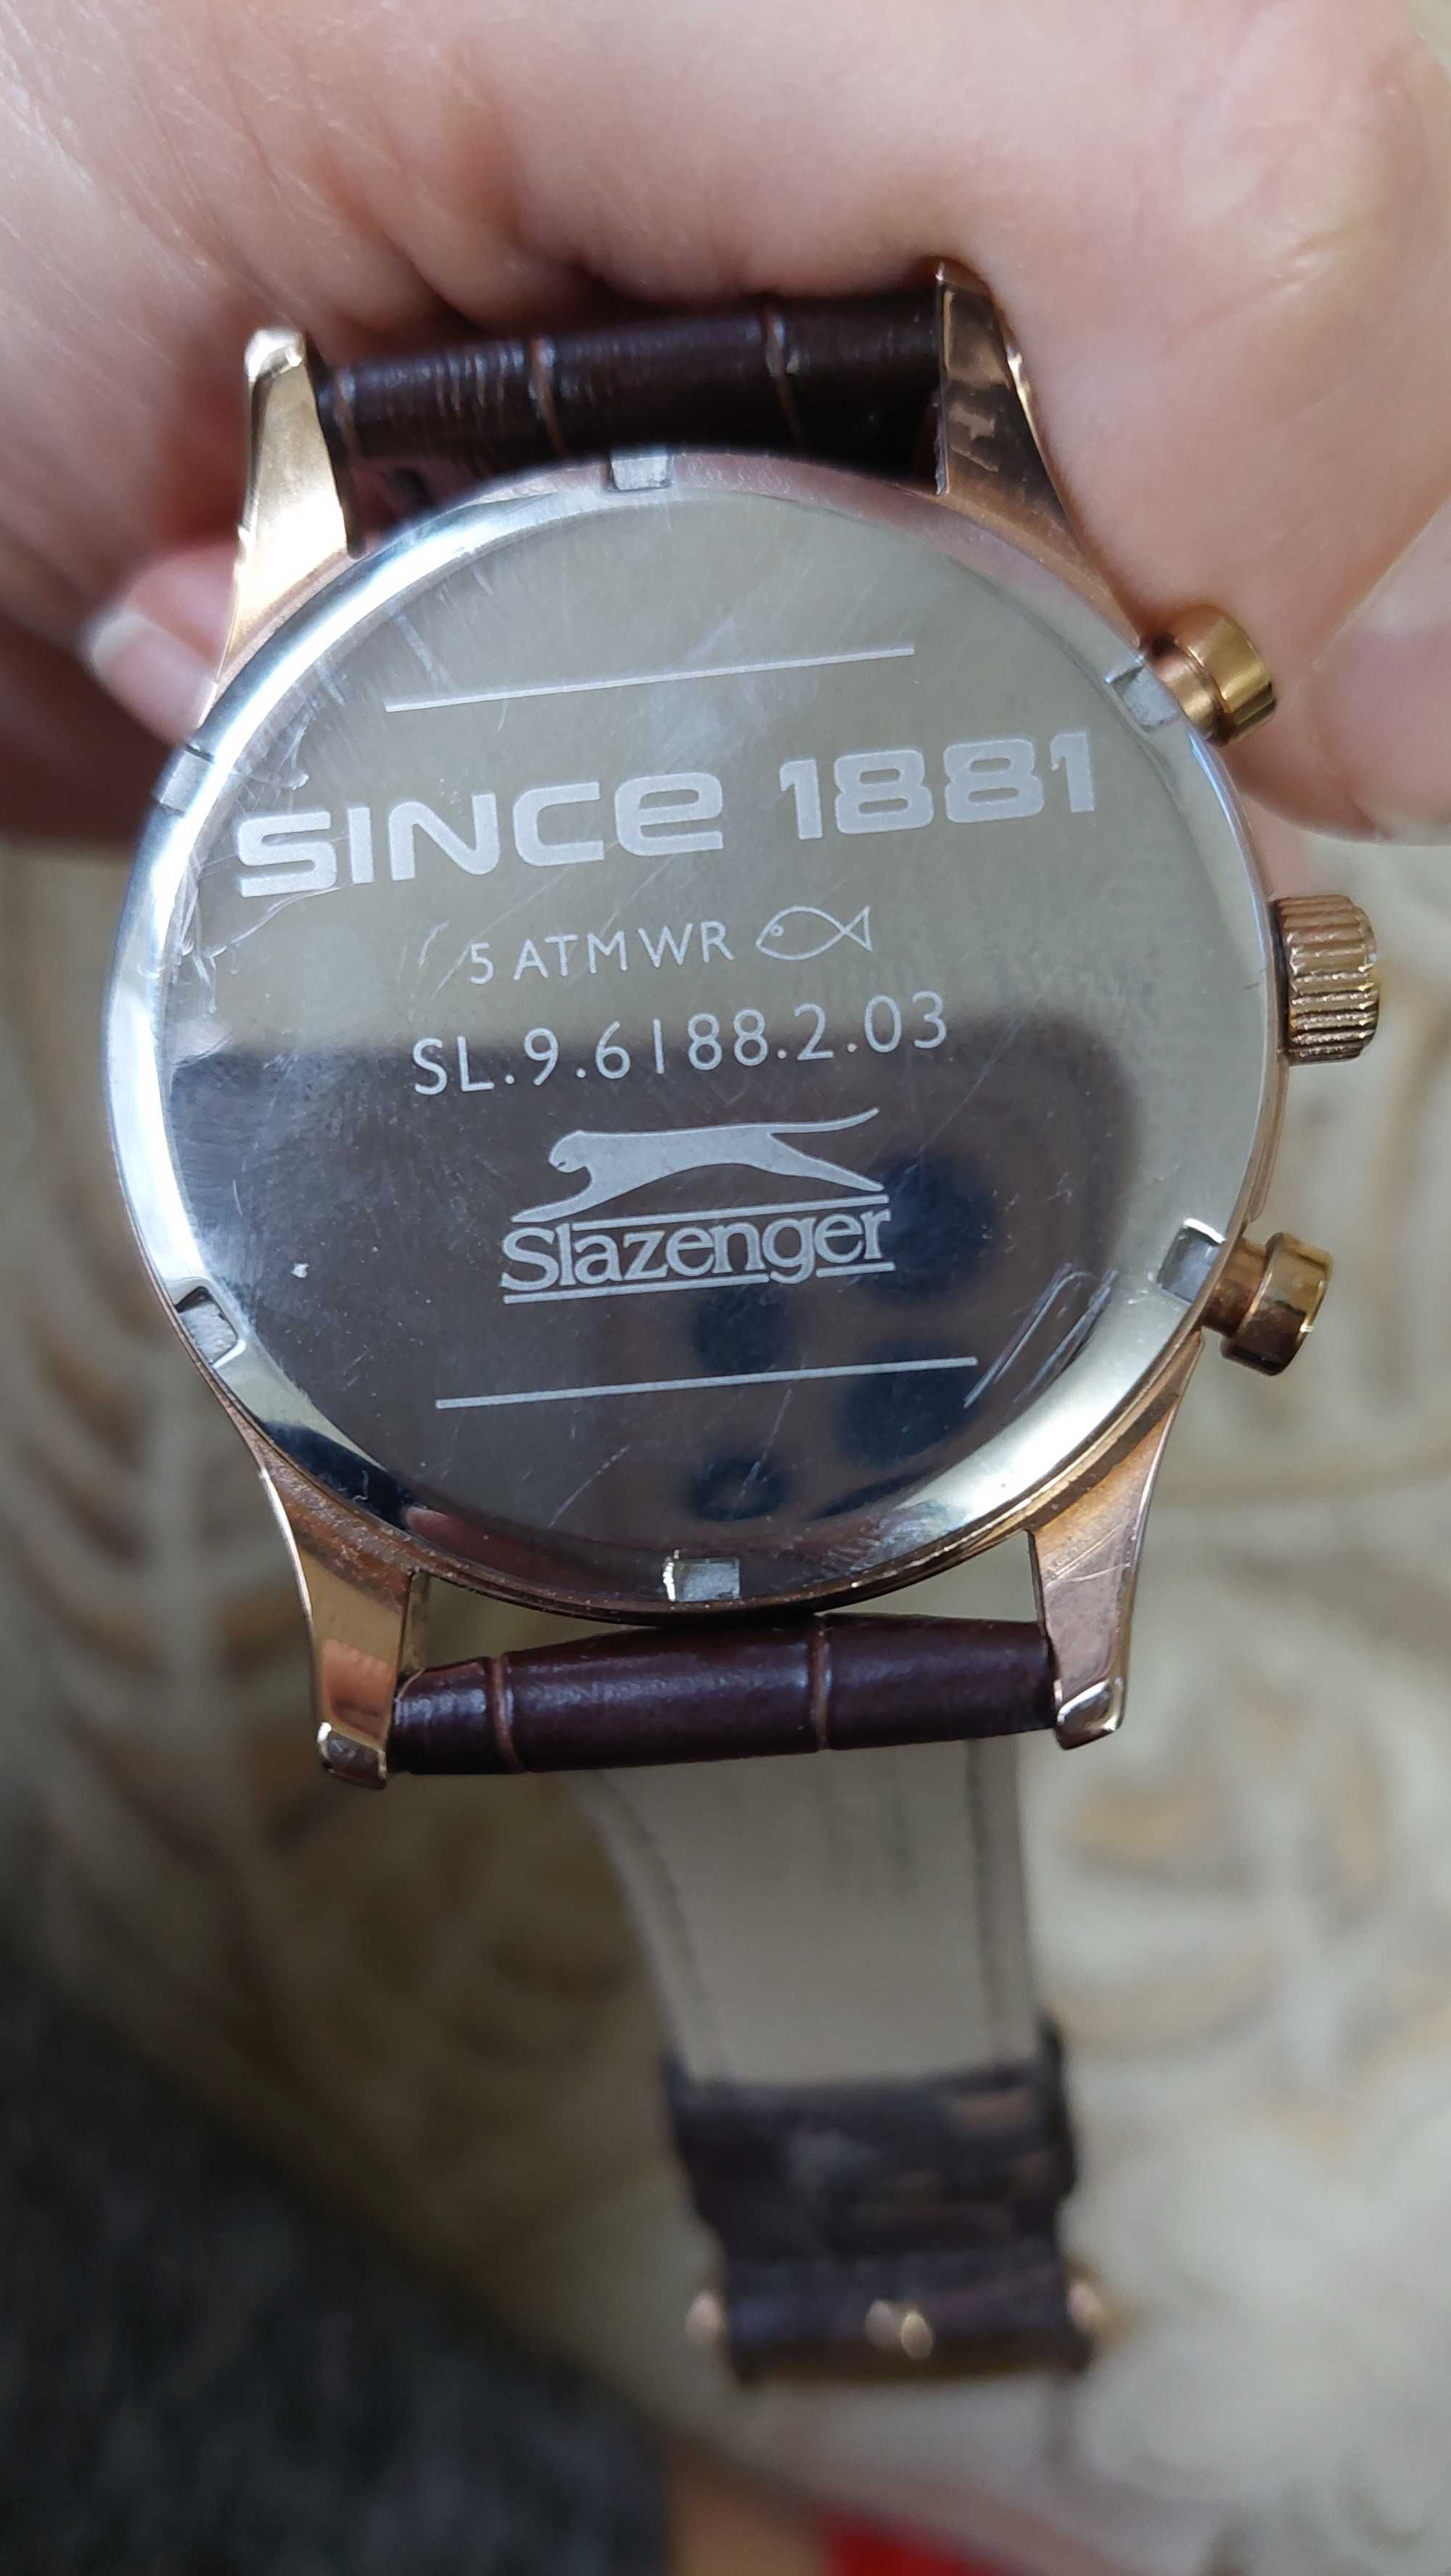 SINCE 1881
5 ATM WR
SL.9.6188.2.03
Slazenger